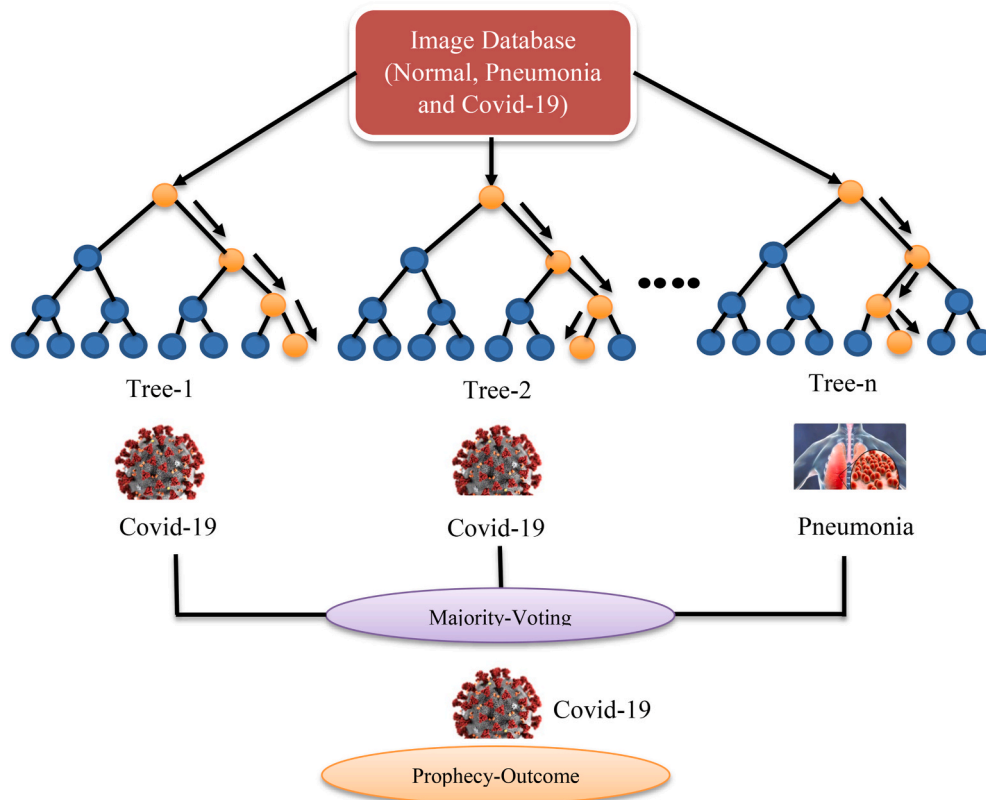 Image Database
(Normal, Pneumonia
and Covid-19)
Tree-1
Tree-2
Tree-n
Covid-19
Covid-19
Pneumonia
Majority-Voting
Covid-19
Prophecy-Outcome